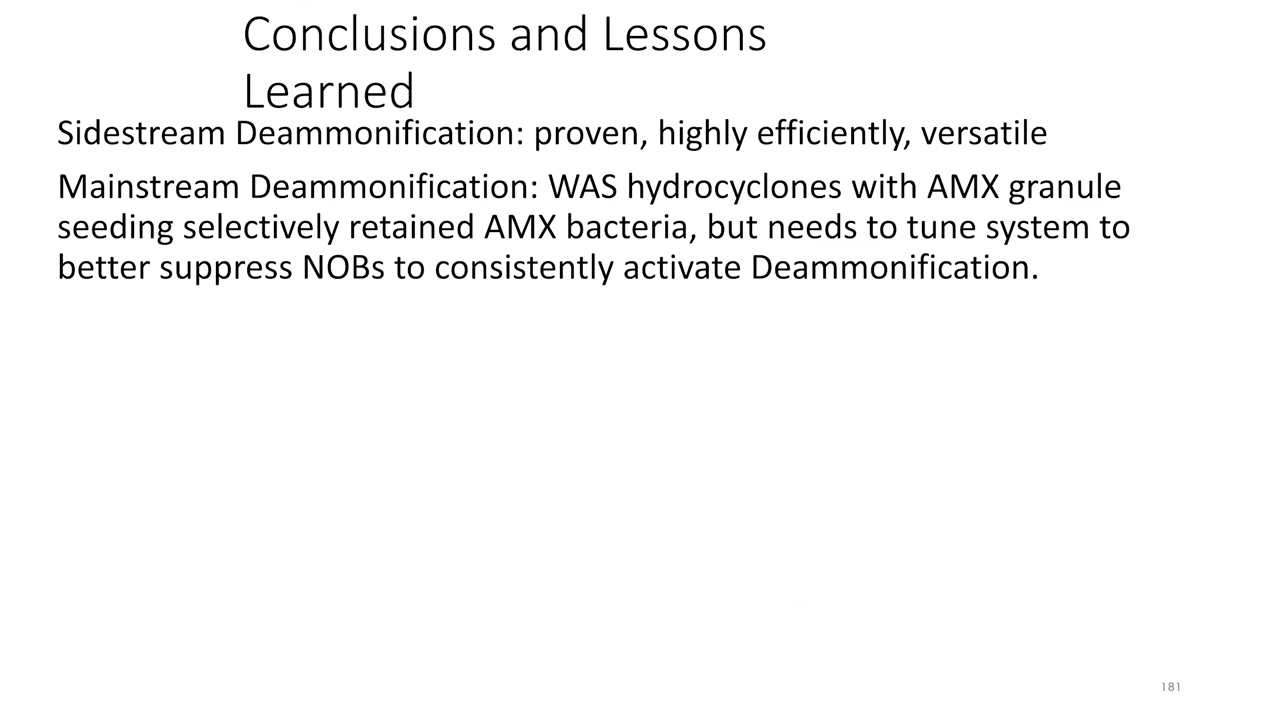 Conclusions and Lessons
Learned
Sidestream Deammonification: proven, highly efficiently, versatile
Mainstream Deammonification: WAS hydrocyclones with AMX granule
seeding selectively retained AMX bacteria, but needs to tune system to
better suppress NOBs to consistently activate Deammonification.
181